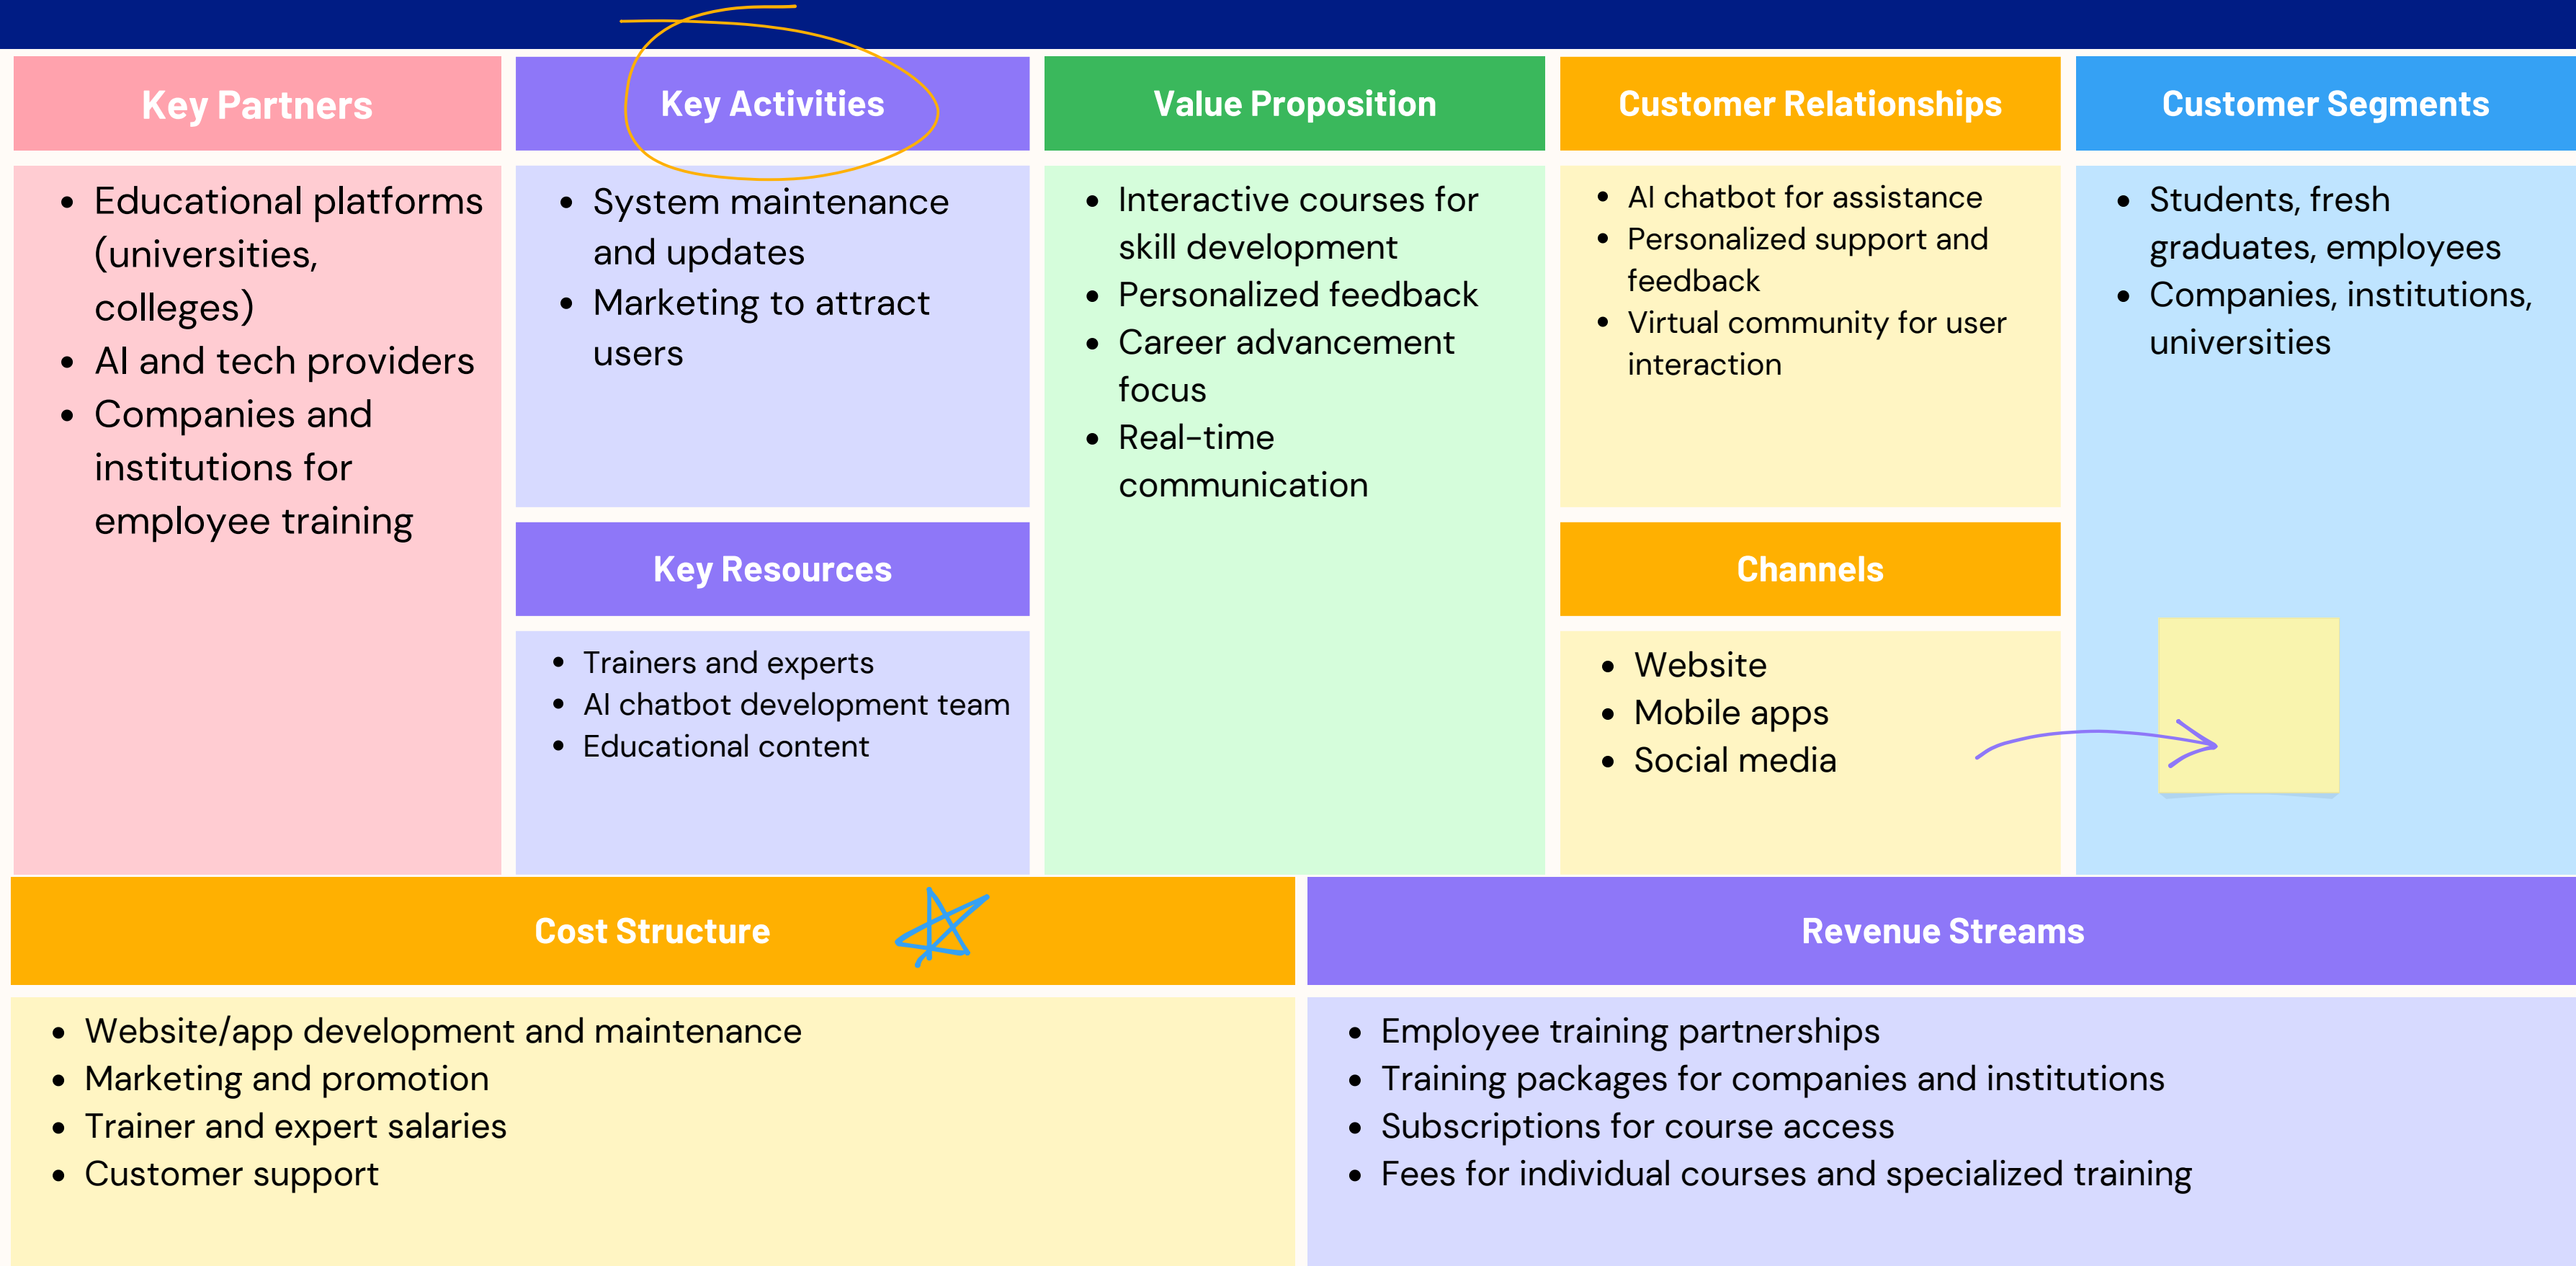 Key Partners
• Educational platforms
(universities,
colleges)
• AI and tech providers
• Companies and
institutions for
employee training
Key Activities
• System maintenance
and updates
• Marketing to attract
users
Key Resources
• Trainers and experts
• AI chatbot development team
• Educational content
Value Proposition
• Interactive courses for
skill development
• Personalized feedback
• Career advancement
focus
• Real-time
communication
Customer Relationships
• AI chatbot for assistance
• Personalized support and
feedback
• Virtual community for user
interaction
Channels
• Website
• Mobile apps
• Social media
Customer Segments
• Students, fresh
graduates, employees
• Companies, institutions,
universities
Cost Structure
• Website/app development and maintenance
• Marketing and promotion
• Trainer and expert salaries
• Customer support
Revenue Streams
• Employee training partnerships
• Training packages for companies and institutions
• Subscriptions for course access
• Fees for individual courses and specialized training